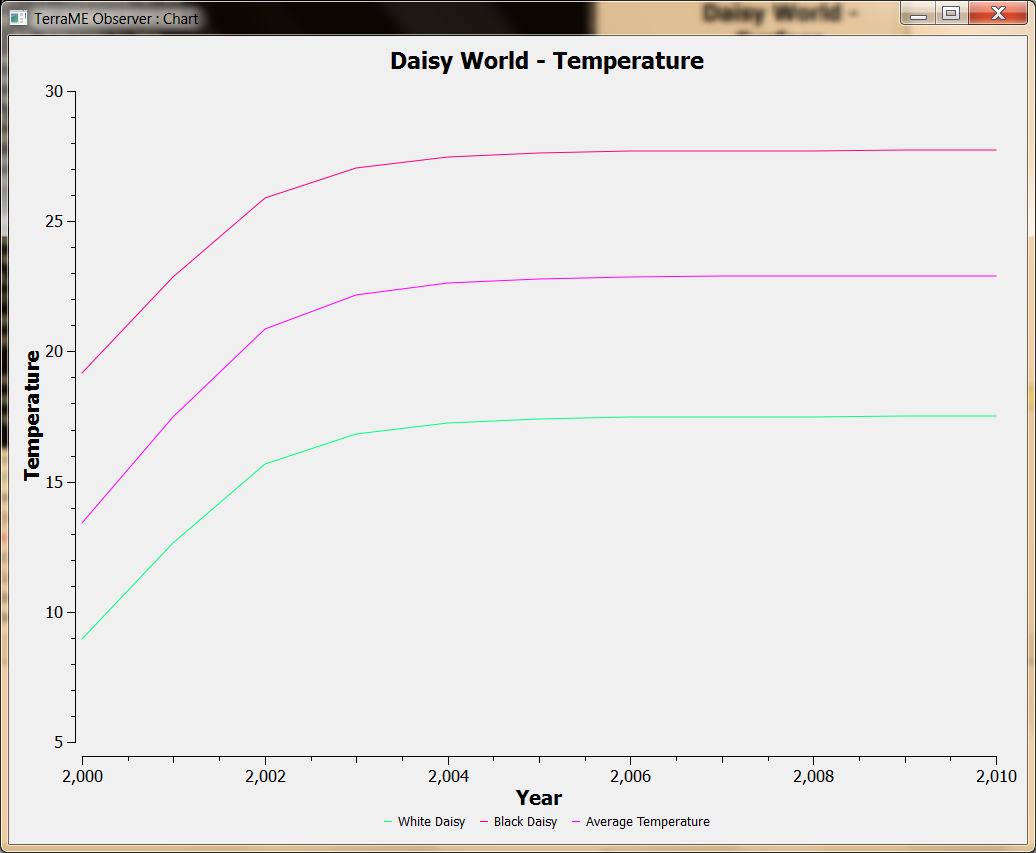 TerraME Observer : Chart
Daisy World -
Daisy World - Temperature
30
25
20
15
10
5
Temperature
2,000 2,002 2,004 2,006 2,008 2,010
Year
White Daisy Black Daisy Average Temperature